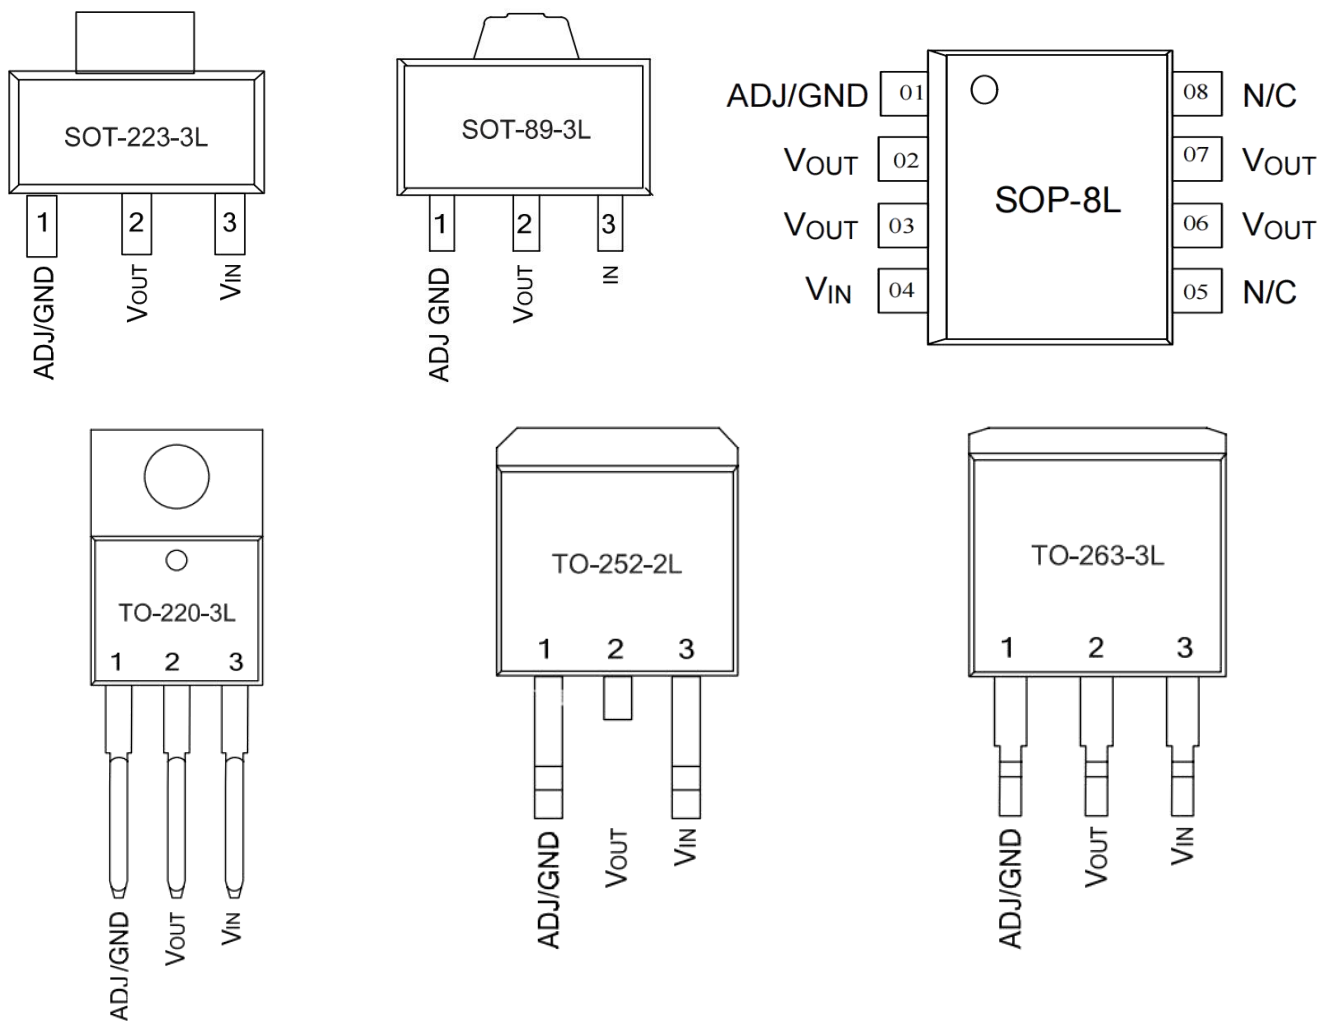 SOT-223-3L
1 2 3
ADJ/GND
VOUT
VIN
SOT-89-3L
1 2 3
ADJ GND
VOUT
IN
ADJ/GND 01 08 N/C
VOUT 02 07 VOUT
SOP-8L
VOUT 03 06 VOUT
VIN 04 05 N/C
TO-220-3L
1 2 3
ADJ/GND
VOUT
VIN
TO-252-2L
1 2 3
ADJ/GND
VOUT
VIN
TO-263-3L
1 2 3
ADJ/GND
VOUT
VIN